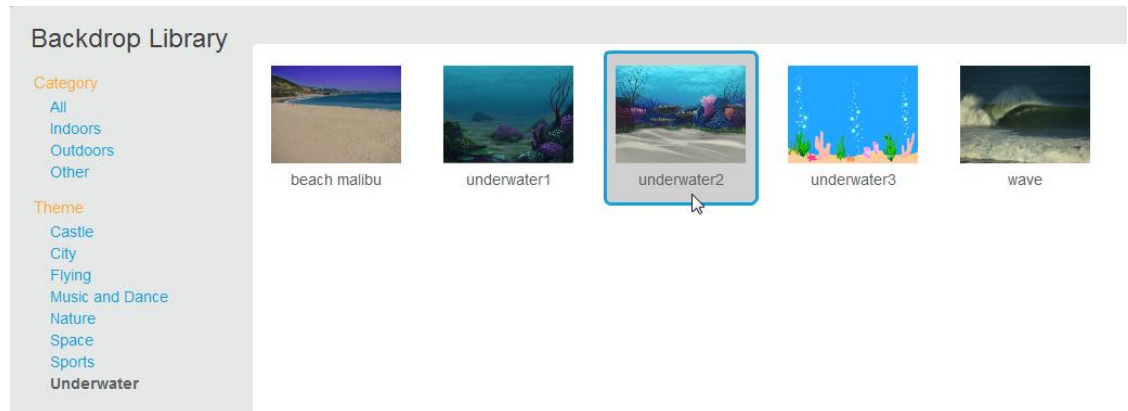 Backdrop Library
Category
All
Indoors
Outdoors
Other
Theme
Castle
City
Flying
Music and Dance
Nature
Space
Sports
Underwater
beach malibu
underwater1
underwater2
underwater3
wave